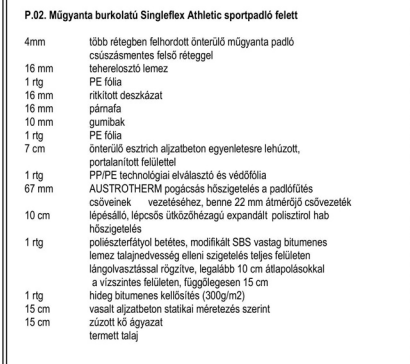 P.02. Műgyanta burkolatú Singleflex Athletic sportpadló felett
4mm több rétegben felhordott önterülő műgyanta padló
csúszásmentes felső réteggel
16 mm teherelosztó lemez
1 rtg PE fólia
16 mm ritkított deszkázat
16 mm párnafa
10 mm gumibak
1 rtg PE fólia
7 cm önterülő esztrich aljzatbeton egyenletesre lehúzott,
portalanított felülettel
1 rtg PP/PE technológiai elválasztó és védőfólia
67 mm AUSTROTHERM pogácsás hőszigetelés a padlófűtés
csöveinek vezetéséhez, benne 22 mm átmérőjű csővezeték
10 cm lépésálló, lépcsős ütközőhézagú expandált polisztirol hab
hőszigetelés
1 rtg poliészterfátyol betétes, modifikált SBS vastag bitumenes
lemez talajnedvesség elleni szigetelés teljes felületen
lángolvasztással rögzítve, legalább 10 cm átlapolásokkal
a vízszintes felületen, függőlegesen 15 cm
1 rtg hideg bitumenes kellősítés (300g/m2)
15 cm vasalt aljzatbeton statikai méretezés szerint
15 cm zúzott kő ágyazat
termett talaj